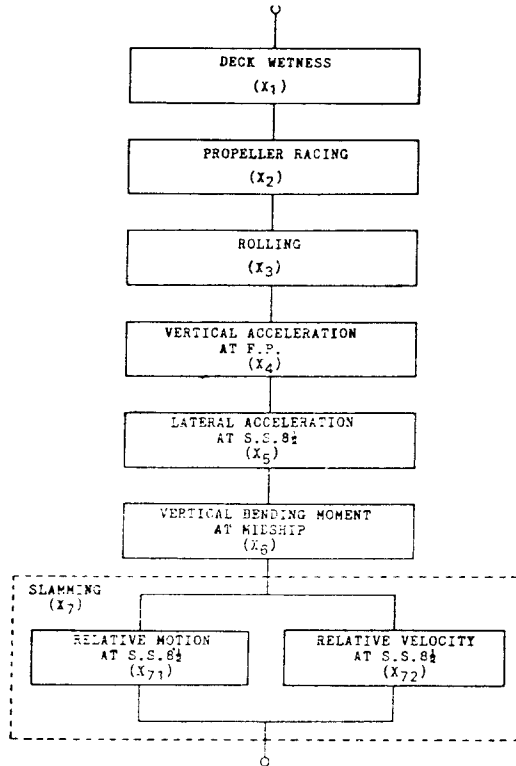 DECK WETNESS
(X1)
PROPELLER RACING
(X2)
ROLLING
(X3)
VERTICAL ACCELERATION
AT F.P.
(X4)
LATERAL ACCELERATION
AT S.S.8½
(X5)
VERTICAL BENDING MOMENT
AT MIDSHIP
(X6)
SLAMMING
(X7)
RELATIVE MOTION
AT S.S.8½
(X71)
RELATIVE VELOCITY
AT S.S.8½
(X72)